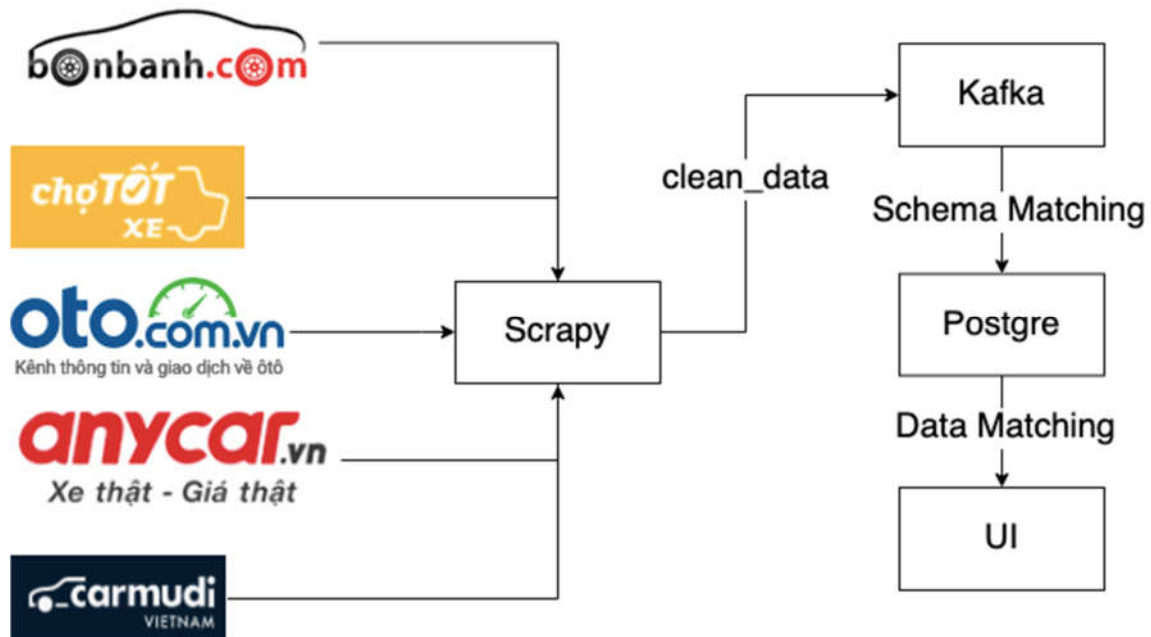 bonbanh.com
chợTỐT
XE
oto.com.vn
Kênh thông tin và giao dịch về ôtô
anycar.vn
Xe thật - Giá thật
carmudi
VIETNAM
Scrapy
clean_data
Kafka
Schema Matching
Postgre
Data Matching
UI